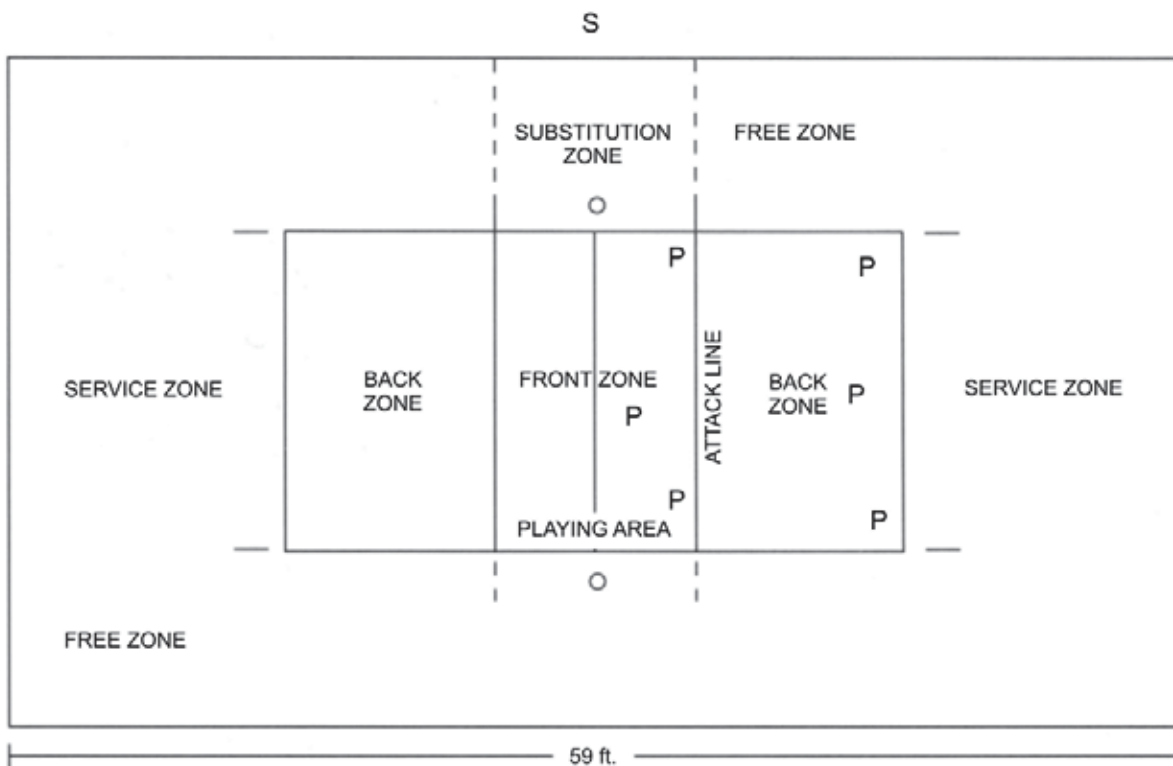 S
SUBSTITUTION
ZONE
FREE ZONE
O
P
P
SERVICE ZONE
BACK
ZONE
FRONT ZONE
P
ATTACK LINE
BACK
ZONE
P
SERVICE ZONE
P
P
PLAYING AREA
O
FREE ZONE
59 ft.